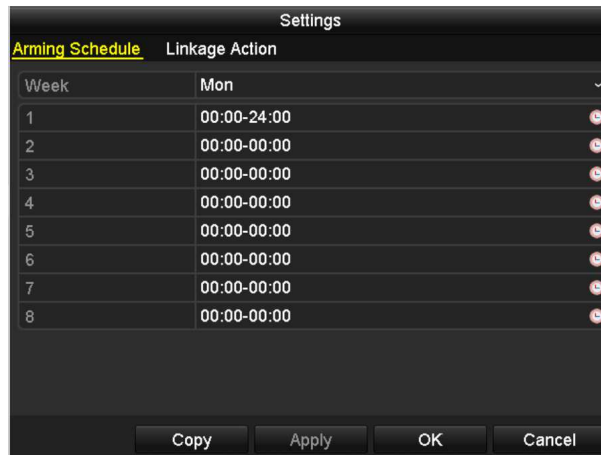 Settings
Arming Schedule Linkage Action
Week Mon
1 00:00-24:00
2 00:00-00:00
3 00:00-00:00
4 00:00-00:00
5 00:00-00:00
6 00:00-00:00
7 00:00-00:00
8 00:00-00:00
Copy Apply OK Cancel